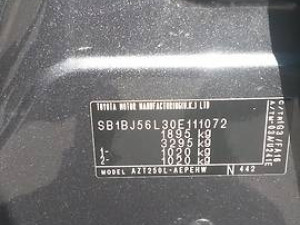 TOYOTA MOTOR MANUFACTURING(U.K.) LTD
SB1BJ56L30E111072
1895 kg
3295 kg
1- 1020 kg
2- 1020 kg
MODEL AZT250L-AEPEHW
N 442